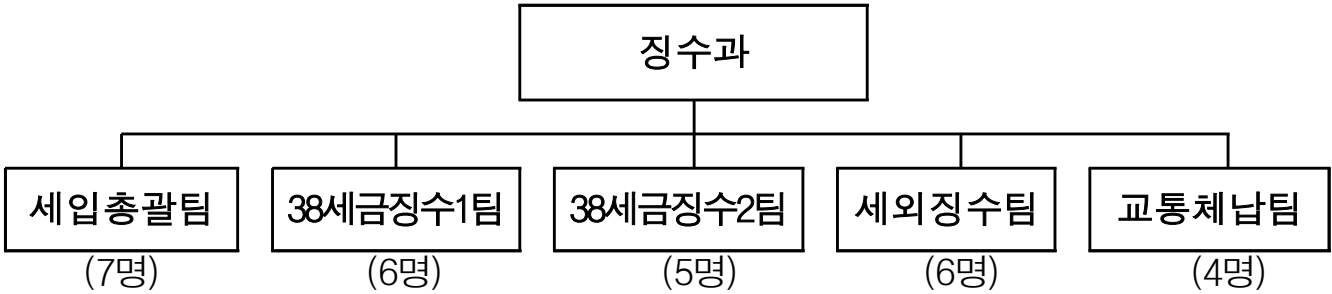 징수과
세입총괄팀 38세금징수1팀 38세금징수2팀 세외징수팀 교통체납팀
(7명) (6명) (5명) (6명) (4명)